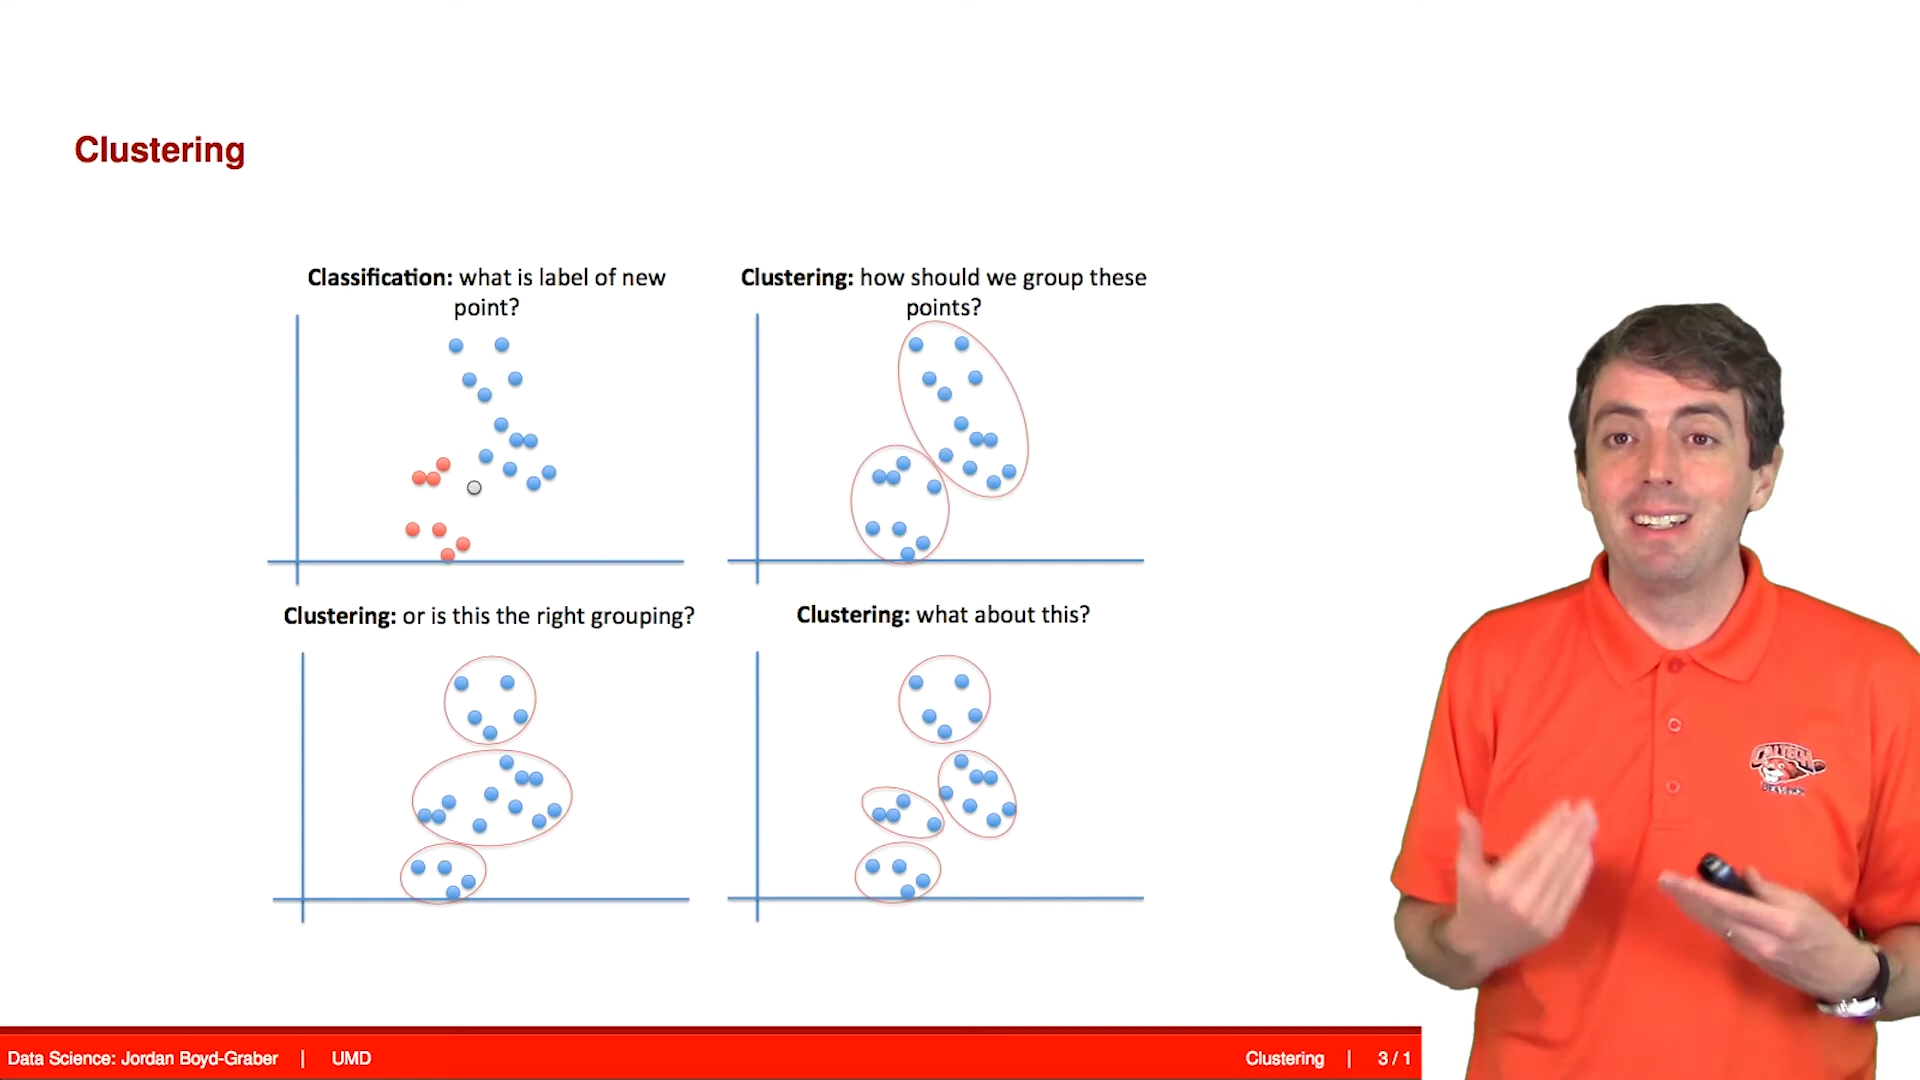 Clustering
Classification: what is label of new
point?
Clustering: how should we group these
points?
Clustering: or is this the right grouping?
Clustering: what about this?
CALTECH
Data Science: Jordan Boyd-Graber | UMD
Clustering | 3 / 1